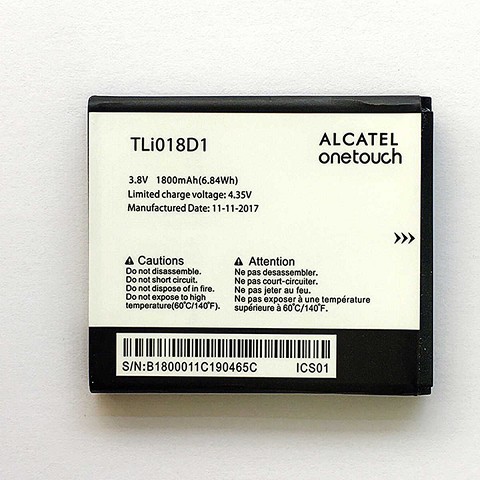 TLi018D1
ALCATEL
onetouch
3.8V 1800mAh(6.84Wh)
Limited charge voltage: 4.35V
Manufactured Date: 11-11-2017
Cautions
Do not disassemble.
Do not short circuit.
Do not dispose of in fire.
Do not expose to high
temperature(60°C/140°F).
Attention
Ne pas desassembler.
Ne pas court-circuiter.
Ne pas jeter au feu.
Ne pas exposer à une température
supérieure à 60°C/140°F.
S/N:B1800011C190465C ICS01